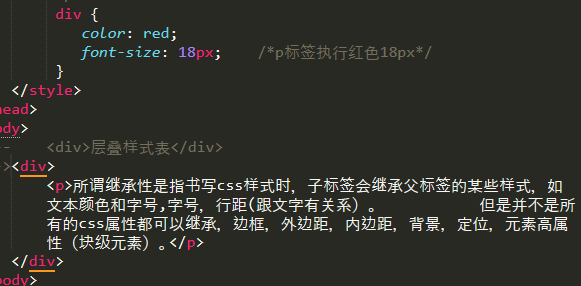 div {
color: red;
font-size: 18px; /*p标签执行红色18px*/
}
</style>
head>
ody>
-- <div>层叠样式表</div>
--><div>
<p>所谓继承性是指书写css样式时，子标签会继承父标签的某些样式，如
文本颜色和字号,字号，行距(跟文字有关系）。 但是并不是所
有的css属性都可以继承，边框，外边距，内边距，背景，定位，元素高属
性（块级元素）。</p>
</div>
body>